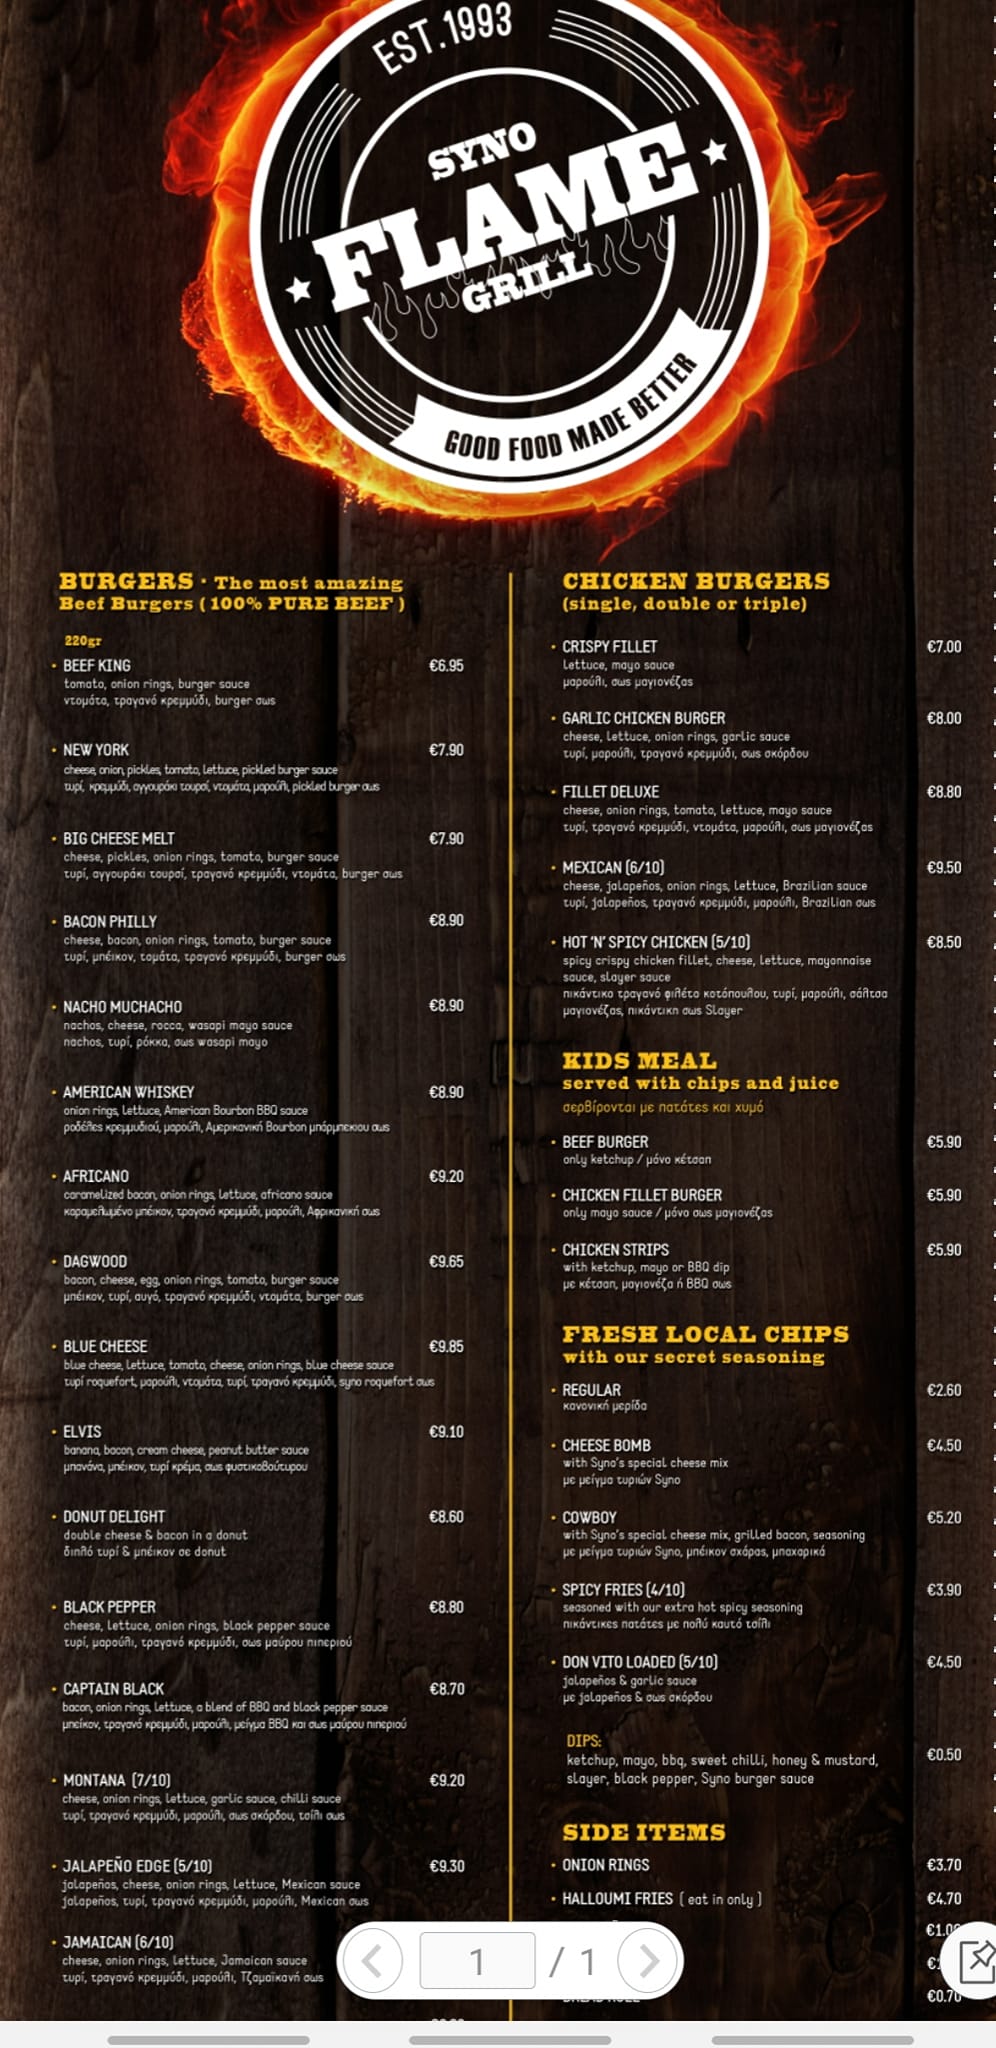 EST.1993
SYNO
FLAME
GRILL
GOOD FOOD MADE BETTER
BURGERS · The most amazing
Beef Burgers ( 100% PURE BEEF )
220gr
• BEEF KING €6.95
tomato, onion rings, burger sauce
ντομάτα, τραγανό κρεμμύδι, burger σως
• NEW YORK €7.90
cheese, onion, pickles, tomato, lettuce, pickled burger sauce
τυρί, κρεμμύδι, αγγουράκι τουρσί, ντομάτα, μαρούλι, pickled burger σως
• BIG CHEESE MELT €7.90
cheese, pickles, onion rings, tomato, burger sauce
τυρί, αγγουράκι τουρσί, τραγανό κρεμμύδι, ντομάτα, burger σως
• BACON PHILLY €8.90
cheese, bacon, onion rings, tomato, burger sauce
τυρί, μπέικον, τομάτα, τραγανό κρεμμύδι, burger σως
• NACHO MUCHACHO €8.90
nachos, cheese, rocca, wasapi mayo sauce
nachos, τυρί, ρόκκα, σως wasapi mayo
• AMERICAN WHISKEY €8.90
onion rings, lettuce, American Bourbon BBQ sauce
ροδέλες κρεμμυδιού, μαρούλι, Αμερικανική Bourbon μπάρμπεκιου σως
• AFRICANO €9.20
caramelized bacon, onion rings, lettuce, africano sauce
καραμελωμένο μπέικον, τραγανό κρεμμύδι, μαρούλι, Αφρικανική σως
• DAGWOOD €9.65
bacon, cheese, egg, onion rings, tomato, burger sauce
μπέικον, τυρί, αυγό, τραγανό κρεμμύδι, ντομάτα, burger σως
• BLUE CHEESE €9.85
blue cheese, lettuce, tomato, cheese, onion rings, blue cheese sauce
τυρί roquefort, μαρούλι, ντομάτα, τυρί, τραγανό κρεμμύδι, syno roquefort σως
• ELVIS €9.10
banana, bacon, cream cheese, peanut butter sauce
μπανάνα, μπέικον, τυρί κρέμα, σως φυστικοβούτυρου
• DONUT DELIGHT €8.60
double cheese & bacon in a donut
διπλό τυρί & μπέικον σε donut
• BLACK PEPPER €8.80
cheese, lettuce, onion rings, black pepper sauce
τυρί, μαρούλι, τραγανό κρεμμύδι, σως μαύρου πιπεριού
• CAPTAIN BLACK €8.70
bacon, onion rings, lettuce, a blend of BBQ and black pepper sauce
μπείκον, τραγανό κρεμμύδι, μαρούλι, μείγμα BBQ και σως μαύρου πιπεριού
• MONTANA (7/10) €9.20
cheese, onion rings, lettuce, garlic sauce, chilli sauce
τυρί, τραγανό κρεμμύδι, μαρούλι, σως σκόρδου, τσίλι σως
• JALAPEÑO EDGE (5/10) €9.30
jalapeños, cheese, onion rings, lettuce, Mexican sauce
jalapeños, τυρί, τραγανό κρεμμύδι, μαρούλι, Mexican σως
• JAMAICAN (6/10)
cheese, onion rings, lettuce, Jamaican sauce
τυρί, τραγανό κρεμμύδι, μαρούλι, Τζαμαϊκανή σως
CHICKEN BURGERS
(single, double or triple)
• CRISPY FILLET €7.00
lettuce, mayo sauce
μαρούλι, σως μαγιονέζας
• GARLIC CHICKEN BURGER €8.00
cheese, lettuce, onion rings, garlic sauce
τυρί, μαρούλι, τραγανό κρεμμύδι, σως σκόρδου
• FILLET DELUXE €8.80
cheese, onion rings, tomato, lettuce, mayo sauce
τυρί, τραγανό κρεμμύδι, ντομάτα, μαρούλι, σως μαγιονέζας
• MEXICAN (6/10) €9.50
cheese, jalapeños, onion rings, lettuce, Brazilian sauce
τυρί, jalapeños, τραγανό κρεμμύδι, μαρούλι, Brazilian σως
• HOT 'N' SPICY CHICKEN (5/10) €8.50
spicy crispy chicken fillet, cheese, lettuce, mayonnaise
sauce, slayer sauce
πικάντικο τραγανό φιλέτο κοτόπουλου, τυρί, μαρούλι, σάλτσα
μαγιονέζας, πικάντικη σως Slayer
KIDS MEAL
served with chips and juice
σερβίρονται με πατάτες και χυμό
• BEEF BURGER €5.90
only ketchup / μόνο κέτσαπ
• CHICKEN FILLET BURGER €5.90
only mayo sauce / μόνο σως μαγιονέζας
• CHICKEN STRIPS €5.90
with ketchup, mayo or BBQ dip
με κέτσαπ, μαγιονέζα ή BBQ σως
FRESH LOCAL CHIPS
with our secret seasoning
• REGULAR €2.60
κανονική μερίδα
• CHEESE BOMB €4.50
with Syno's special cheese mix
με μείγμα τυριών Syno
• COWBOY €5.20
with Syno's special cheese mix, grilled bacon, seasoning
με μείγμα τυριών Syno, μπέικον σχάρας, μπαχαρικά
• SPICY FRIES (4/10) €3.90
seasoned with our extra hot spicy seasoning
πικάντικες πατάτες με πολύ καυτό τσίλι
• DON VITO LOADED (5/10) €4.50
jalapeños & garlic sauce
με jalapeños & σως σκόρδου
DIPS: €0.50
ketchup, mayo, bbq, sweet chilli, honey & mustard,
slayer, black pepper, Syno burger sauce
SIDE ITEMS
• ONION RINGS €3.70
• HALLOUMI FRIES ( eat in only ) €4.70
€0.70
1 / 1